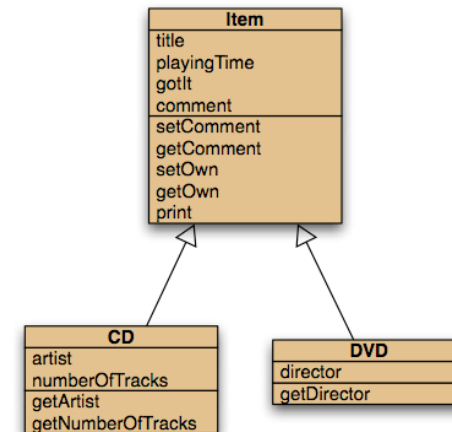 Item
title
playingTime
gotIt
comment
setComment
getComment
setOwn
getOwn
print
CD
artist
numberOfTracks
getArtist
getNumberOfTracks
DVD
director
getDirector